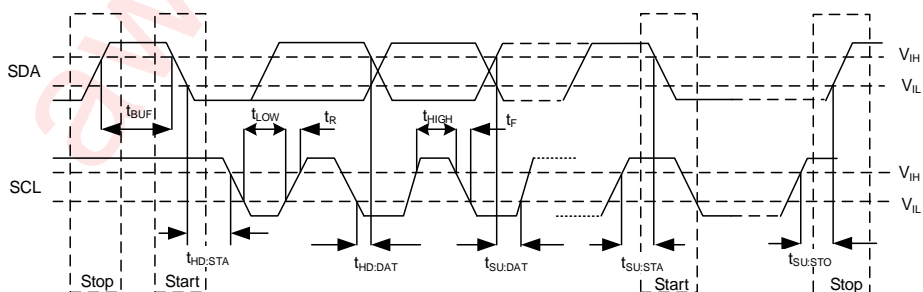 SDA
V_IH
V_IL
t_BUF
t_LOW
t_R
t_HIGH
t_F
SCL
V_IH
V_IL
t_HD:STA
t_HD:DAT
t_SU:DAT
t_SU:STA
t_SU:STO
Stop
Start
Start
Stop
aw